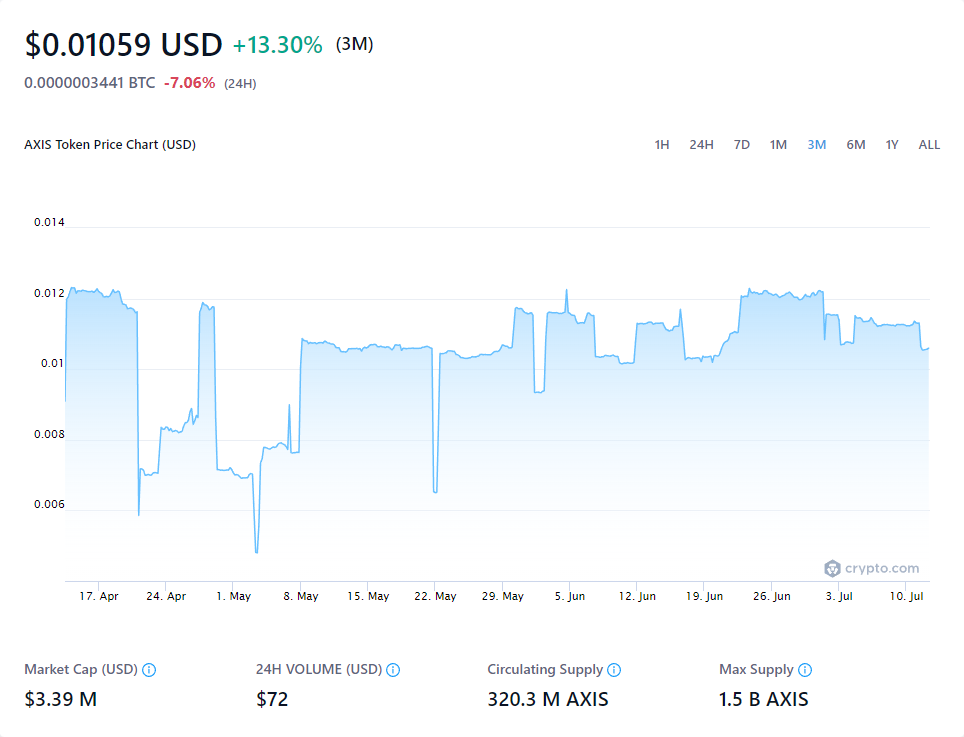 $0.01059 USD +13.30% (3M)
0.0000003441 BTC -7.06% (24H)
AXIS Token Price Chart (USD) 1H 24H 7D 1M 3M 6M 1Y ALL
0.014
0.012
0.01
0.008
0.006
crypto.com
17. Apr 24. Apr 1. May 8. May 15. May 22. May 29. May 5. Jun 12. Jun 19. Jun 26. Jun 3. Jul 10. Jul
Market Cap (USD) 24H VOLUME (USD) Circulating Supply Max Supply
$3.39 M $72 320.3 M AXIS 1.5 B AXIS